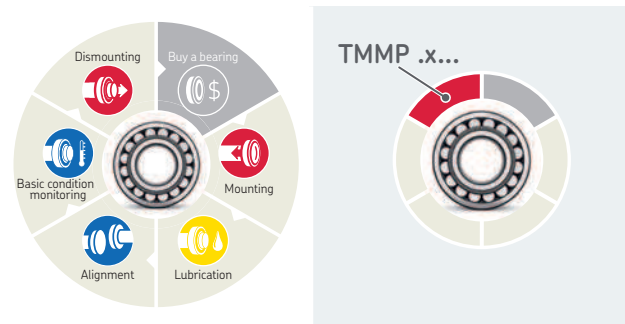 Dismounting
Buy a bearing
$
Basic condition
monitoring
Mounting
Alignment
Lubrication
TMMP .x...